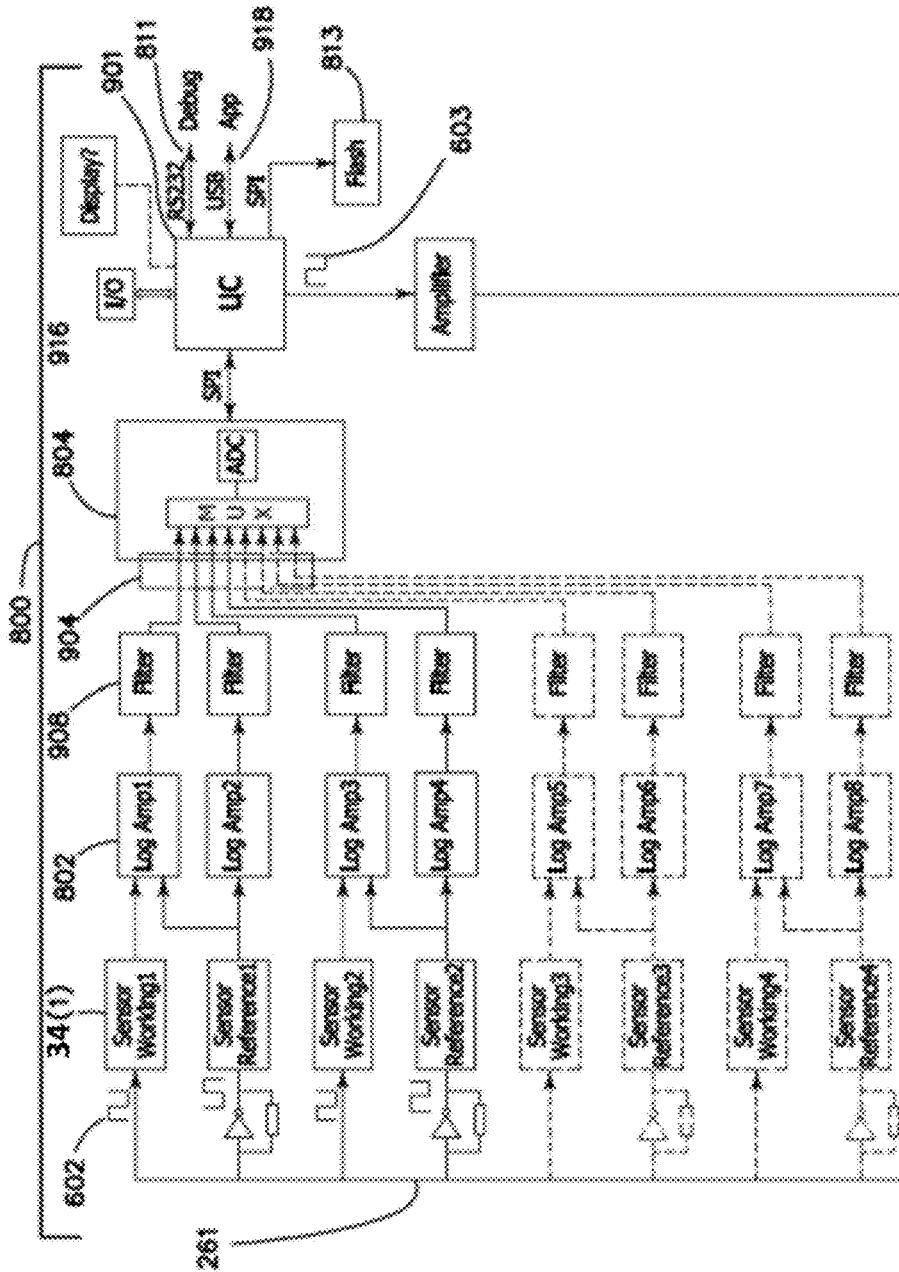 800
34(1)
802
908
904
804
916
901
811
918
813
603
602
261
Display?
I/O
UC
RS232
Debug
USB
App
SPI
Flash
SPI
Amplifier
MUX
ADC
Sensor
Working1
Log Amp1
Filter
Sensor
Reference1
Log Amp2
Filter
Sensor
Working2
Log Amp3
Filter
Sensor
Reference2
Log Amp4
Filter
Sensor
Working3
Log Amp5
Filter
Sensor
Reference3
Log Amp6
Filter
Sensor
Working4
Log Amp7
Filter
Sensor
Reference4
Log Amp8
Filter